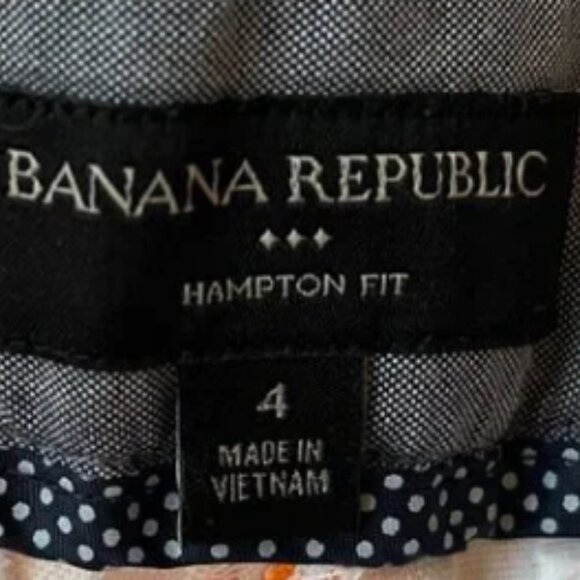 BANANA REPUBLIC
HAMPTON FIT
4
MADE IN
VIETNAM